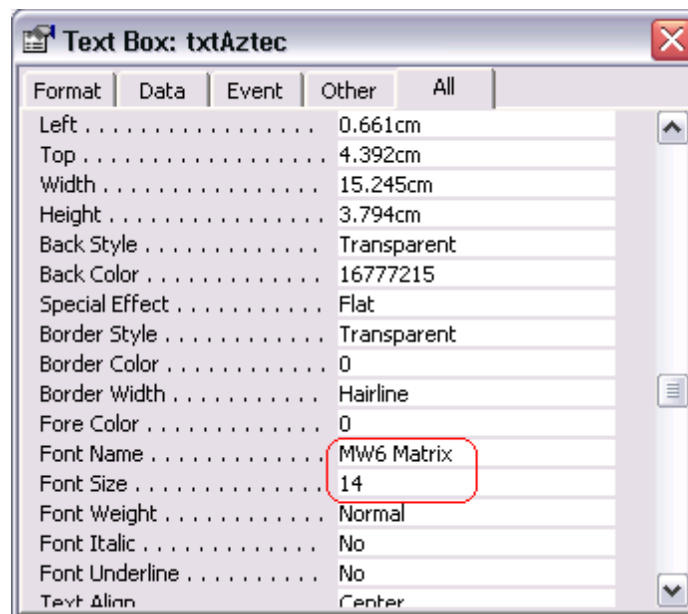 Text Box: txtAztec
Format Data Event Other All
Left . . . . . . . . . . . . . . . . . 0.661cm
Top . . . . . . . . . . . . . . . . . 4.392cm
Width . . . . . . . . . . . . . . . . 15.245cm
Height . . . . . . . . . . . . . . . 3.794cm
Back Style . . . . . . . . . . . . . Transparent
Back Color . . . . . . . . . . . . . 16777215
Special Effect . . . . . . . . . . . Flat
Border Style . . . . . . . . . . . . Transparent
Border Color . . . . . . . . . . . . 0
Border Width . . . . . . . . . . . Hairline
Fore Color . . . . . . . . . . . . . 0
Font Name . . . . . . . . . . . . . MW6 Matrix
Font Size . . . . . . . . . . . . . . 14
Font Weight . . . . . . . . . . . . Normal
Font Italic . . . . . . . . . . . . . No
Font Underline . . . . . . . . . . No
Text Align Center